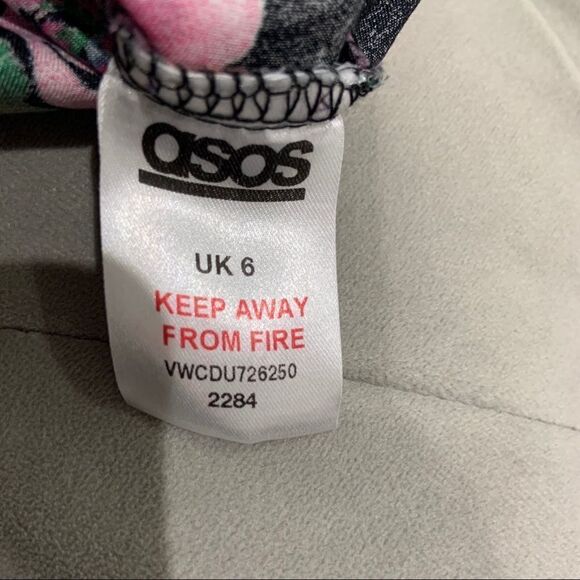 asos
UK 6
KEEP AWAY
FROM FIRE
VWCDU726250
2284